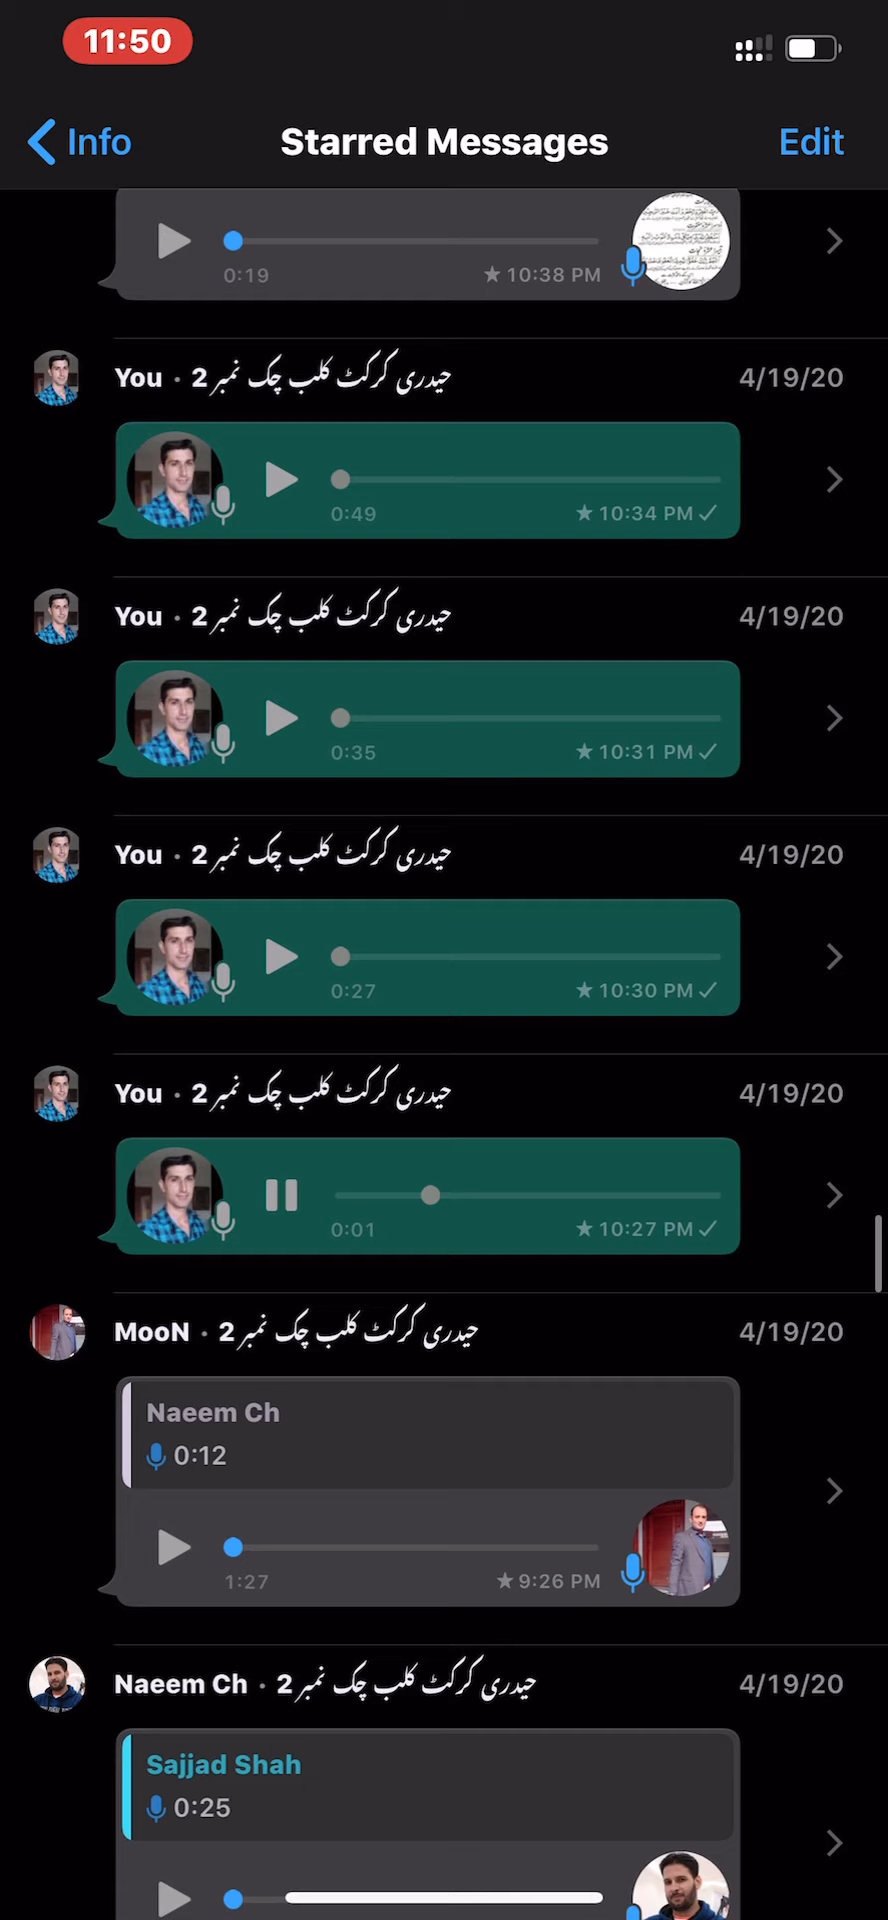 11:50
Info
Starred Messages
Edit
0:19
★ 10:38 PM
You · حیدری کرکٹ کلب چک نمبر 2
4/19/20
0:49
★ 10:34 PM ✓
You · حیدری کرکٹ کلب چک نمبر 2
4/19/20
0:35
★ 10:31 PM ✓
You · حیدری کرکٹ کلب چک نمبر 2
4/19/20
0:27
★ 10:30 PM ✓
You · حیدری کرکٹ کلب چک نمبر 2
4/19/20
0:01
★ 10:27 PM ✓
MooN · حیدری کرکٹ کلب چک نمبر 2
4/19/20
Naeem Ch
0:12
1:27
★ 9:26 PM
Naeem Ch · حیدری کرکٹ کلب چک نمبر 2
4/19/20
Sajjad Shah
0:25